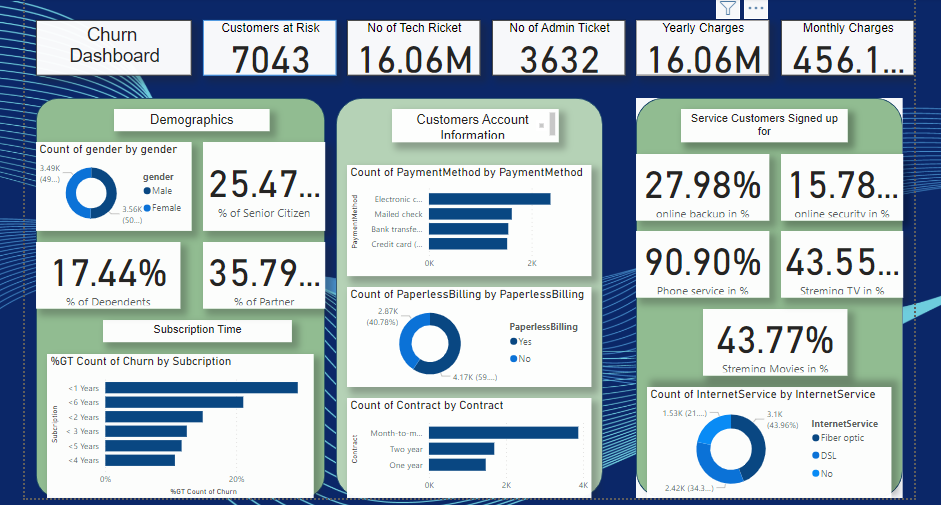 Churn
Dashboard
Customers at Risk
7043
No of Tech Ricket
16.06M
No of Admin Ticket
3632
Yearly Charges
16.06M
Monthly Charges
456.1...
Demographics
Count of gender by gender
3.49K
(49...)
3.56K
(50...)
gender
Male
Female
25.47...
% of Senior Citizen
17.44%
% of Dependents
35.79...
% of Partner
Subscription Time
%GT Count of Churn by Subcription
Subcription
<1 Years
<6 Years
<2 Years
< 3 Years
<5 Years
<4 Years
0%
20%
%GT Count of Churn
Customers Account
Information
Count of PaymentMethod by PaymentMethod
PaymentMethod
Electronic c...
Mailed check
Bank transfe...
Credit card (...
0K
2K
Count of PaperlessBilling by PaperlessBilling
2.87K
(40.78%)
4.17K (59....)
PaperlessBilling
Yes
No
Count of Contract by Contract
Contract
Month-to-m...
Two year
One year
0K
2K
4K
Service Customers Signed up
for
27.98%
online backup in %
15.78...
online security in %
90.90%
Phone service in %
43.55...
Streming TV in %
43.77%
Streming Movies in %
Count of InternetService by InternetService
1.53K (21....)
3.1K
(43.96%)
2.42K (34.3...)
InternetService
Fiber optic
DSL
No